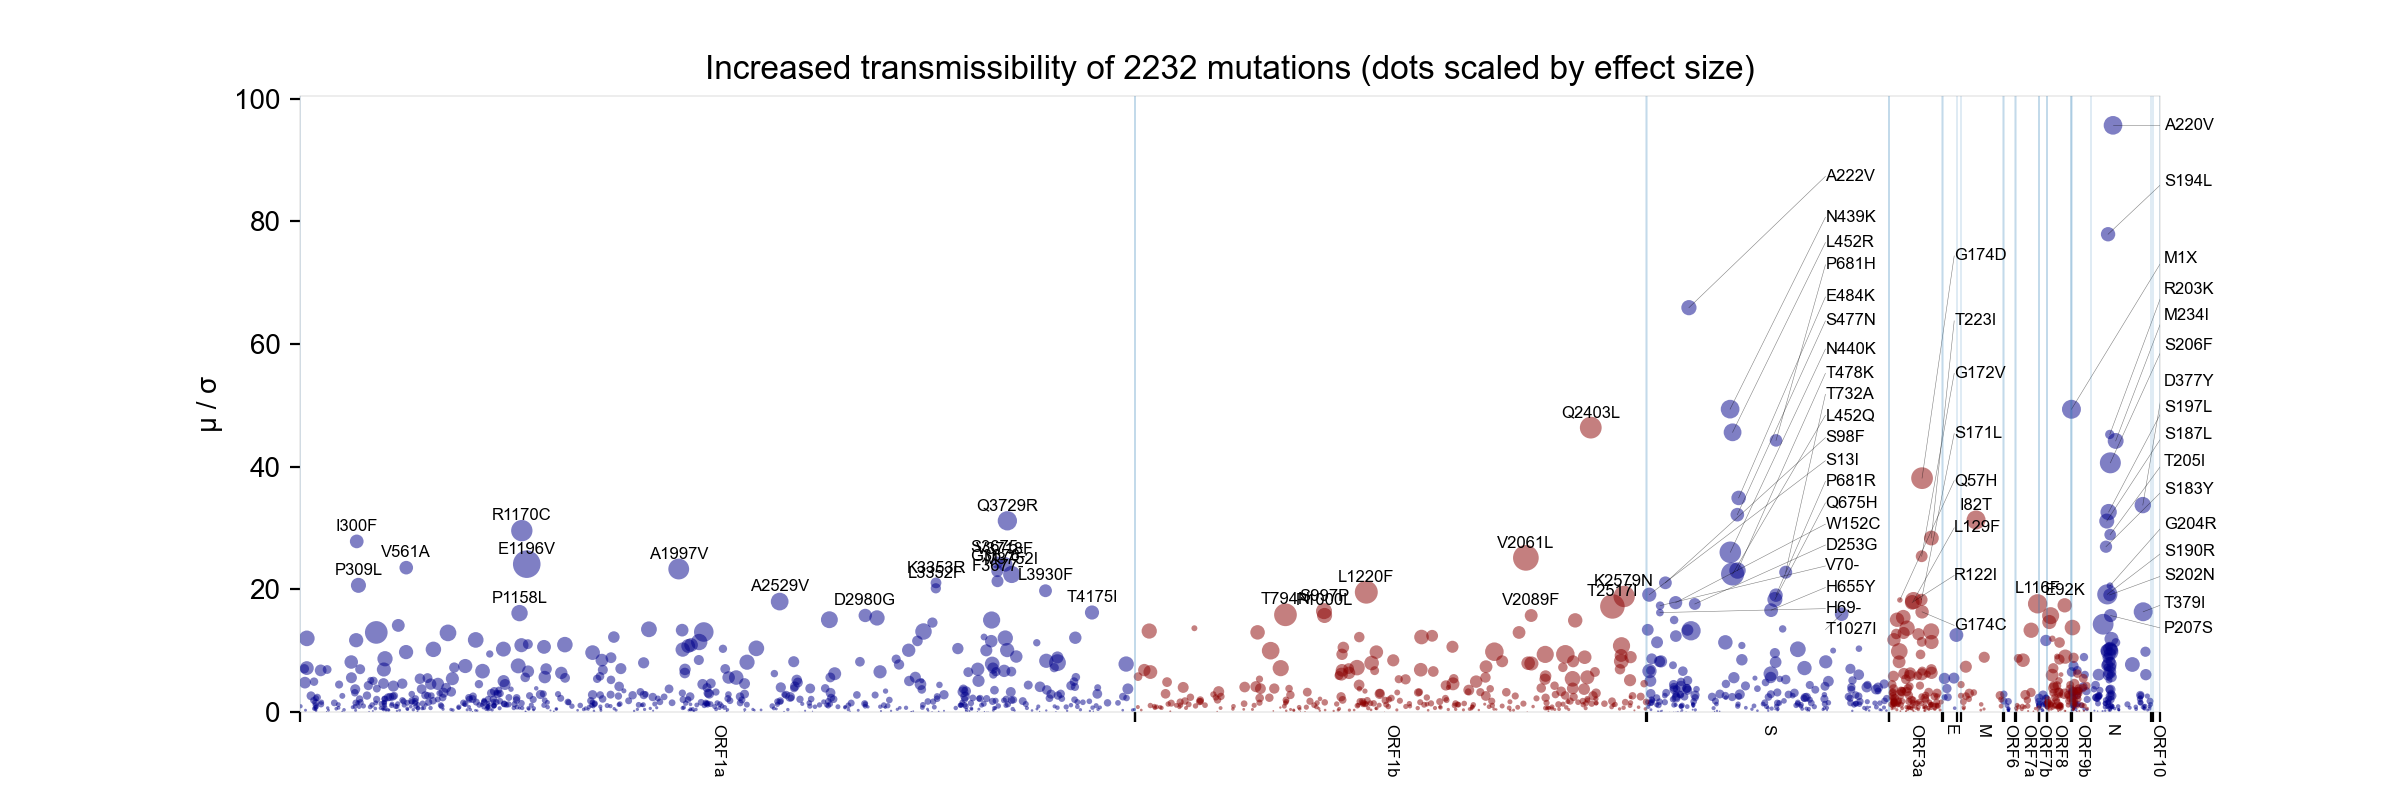 Increased transmissibility of 2232 mutations (dots scaled by effect size)
100
80
60
40
20
0
μ / σ
I300F
P309L
V561A
R1170C
E1196V
P1158L
A1997V
A2529V
D2980G
K3353R
L3352F
Q3729R
L3930F
T4175I
T794I
L1220F
V2061L
V2089F
Q2403L
K2579N
T2517I
A222V
N439K
L452R
P681H
E484K
S477N
N440K
T478K
T732A
L452Q
S98F
S13I
P681R
Q675H
W152C
D253G
V70-
H655Y
H69-
T1027I
G174D
T223I
G172V
S171L
Q57H
I82T
L129F
R122I
G174C
L116F
E92K
A220V
S194L
M1X
R203K
M234I
S206F
D377Y
S197L
S187L
T205I
S183Y
G204R
S190R
S202N
T379I
P207S
ORF1a
ORF1b
S
ORF3a
E
M
ORF6
ORF7a
ORF7b
ORF8
ORF9b
N
ORF10